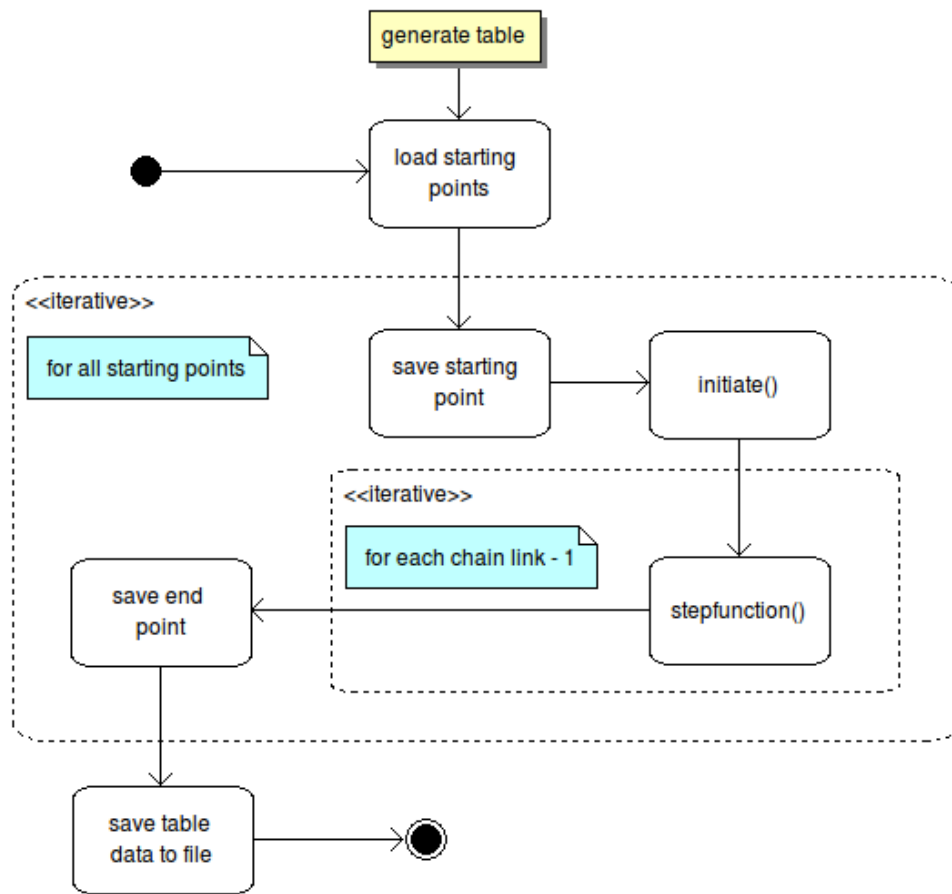 generate table
load starting
points
<<iterative>>
for all starting points
save starting
point
initiate()
<<iterative>>
for each chain link - 1
save end
point
stepfunction()
save table
data to file